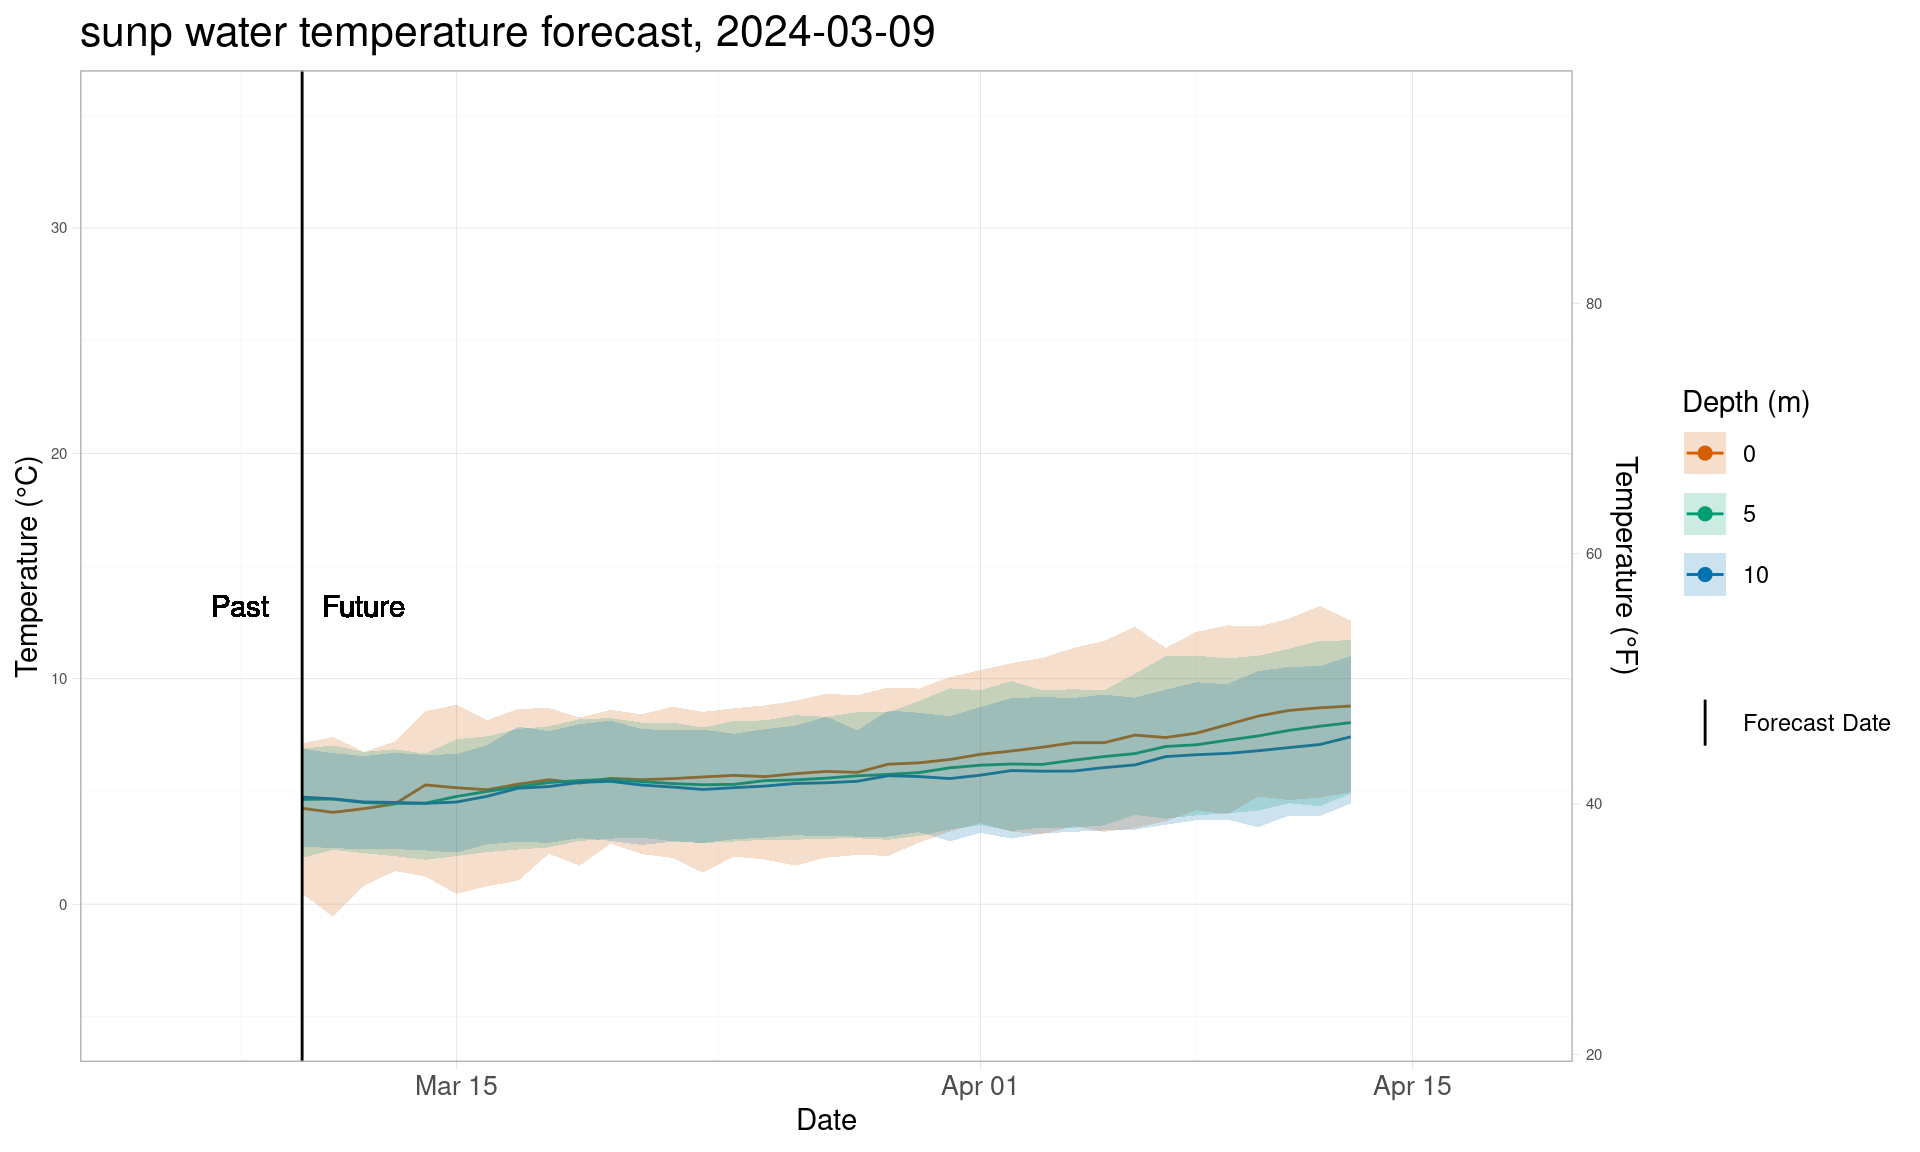 sunp water temperature forecast, 2024-03-09
Temperature (°C)
30
20
10
0
Past
Future
Mar 15
Apr 01
Apr 15
Date
80
60
40
20
Temperature (°F)
Depth (m)
0
5
10
Forecast Date